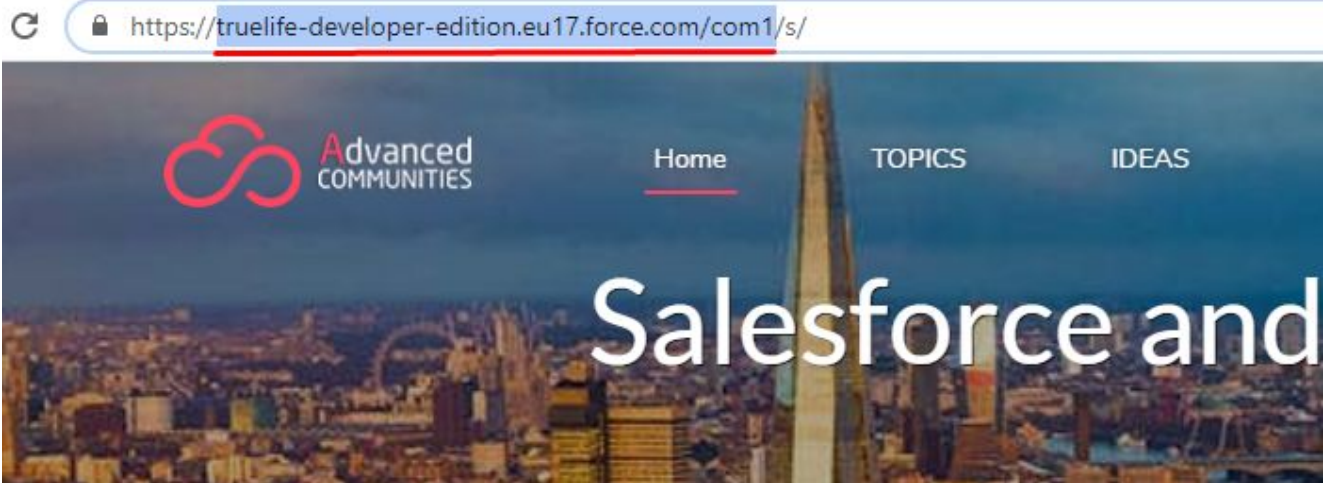 https://truelife-developer-edition.eu17.force.com/com1/s/
Advanced
COMMUNITIES
Home
TOPICS
IDEAS
Salesforce and